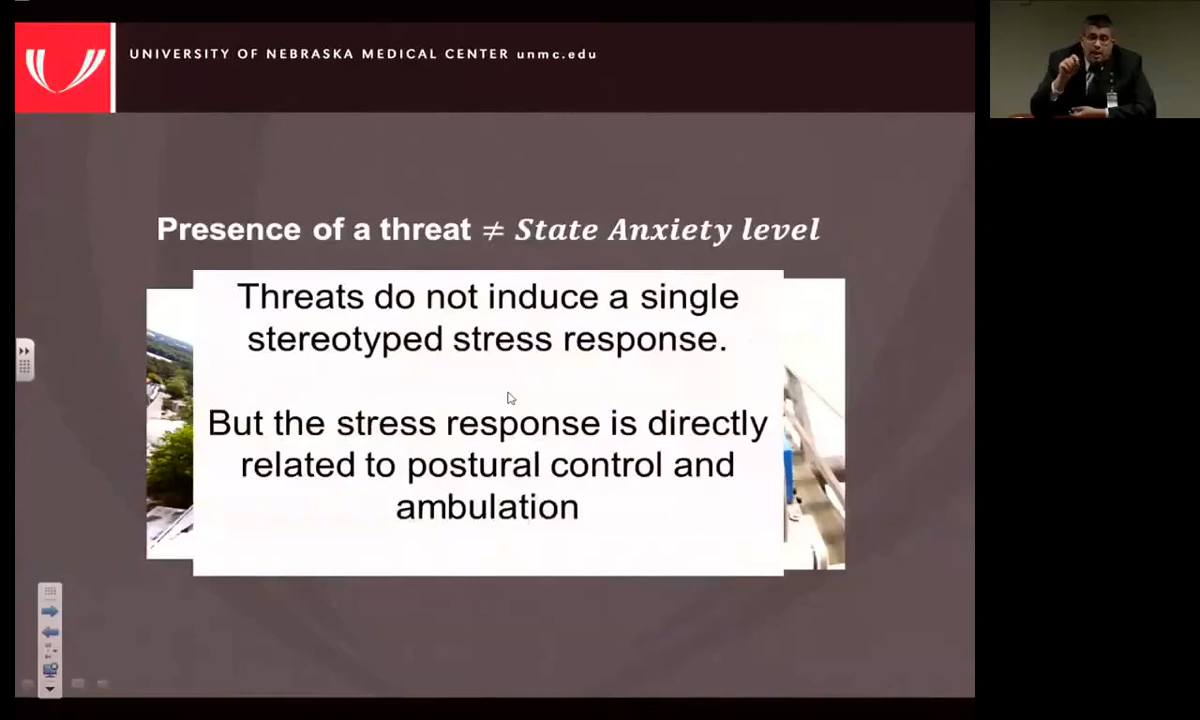 UNIVERSITY OF NEBRASKA MEDICAL CENTER unmc.edu
Presence of a threat ≠ State Anxiety level
Threats do not induce a single
stereotyped stress response.
But the stress response is directly
related to postural control and
ambulation